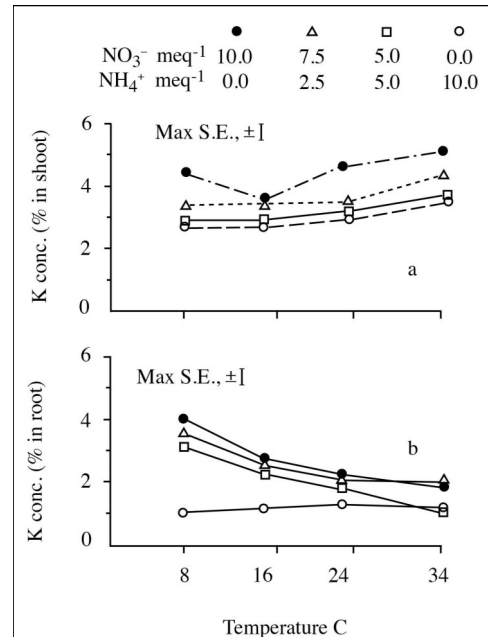 NO₃⁻ meq⁻¹ 10.0 7.5 5.0 0.0
NH₄⁺ meq⁻¹ 0.0 2.5 5.0 10.0
6
Max S.E., ±
K conc. (% in shoot)
4
2
a
0
6
Max S.E., ±
K conc. (% in root)
4
b
2
0
8 16 24 34
Temperature C